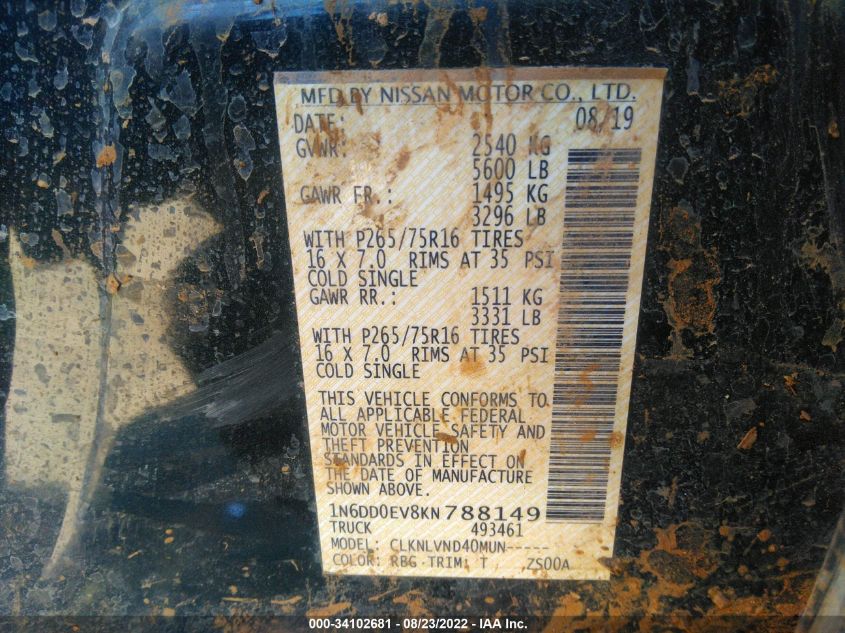 MFD BY NISSAN MOTOR CO., LTD.
DATE: 08/19
GVWR: 2540 KG
5600 LB
GAWR FR.: 1495 KG
3296 LB
WITH P265/75R16 TIRES
16 X 7.0 RIMS AT 35 PSI
COLD SINGLE
GAWR RR.: 1511 KG
3331 LB
WITH P265/75R16 TIRES
16 X 7.0 RIMS AT 35 PSI
COLD SINGLE
THIS VEHICLE CONFORMS TO
ALL APPLICABLE FEDERAL
MOTOR VEHICLE SAFETY AND
THEFT PREVENTION
STANDARDS IN EFFECT ON
THE DATE OF MANUFACTURE
SHOWN ABOVE.
1N6DD0EV8KN788149
TRUCK 493461
MODEL: CLKNLVND40MUN-----
COLOR: RBG TRIM: T ZS00A
000-34102681 - 08/23/2022 - IAA Inc.